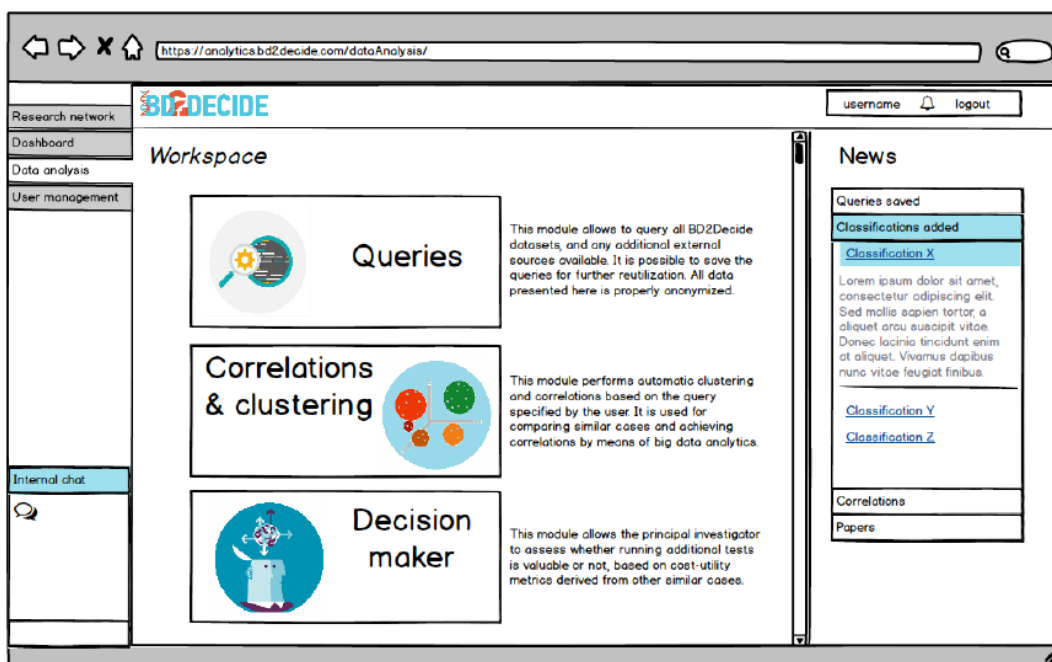 https://analytics.bd2decide.com/dataAnalysis/
BD2DECIDE
username
logout
Research network
Dashboard
Data analysis
User management
Internal chat
Workspace
Queries
This module allows to query all BD2Decide
datasets, and any additional external
sources available. It is possible to save the
queries for further reutilization. All data
presented here is properly anonymized.
Correlations
& clustering
This module performs automatic clustering
and correlations based on the query
specified by the user. It is used for
comparing similar cases and achieving
correlations by means of big data analytics.
Decision
maker
This module allows the principal investigator
to assess whether running additional tests
is valuable or not, based on cost-utility
metrics derived from other similar cases.
News
Queries saved
Classifications added
Classification X
Lorem ipsum dolor sit amet,
consectetur adipiscing elit.
Sed mollis sapien tortor, a
aliquet arcu suscipit vitae.
Donec lacinia tincidunt enim
at aliquet. Vivamus dapibus
nunc vitae feugiat finibus.
Classification Y
Classification Z
Correlations
Papers